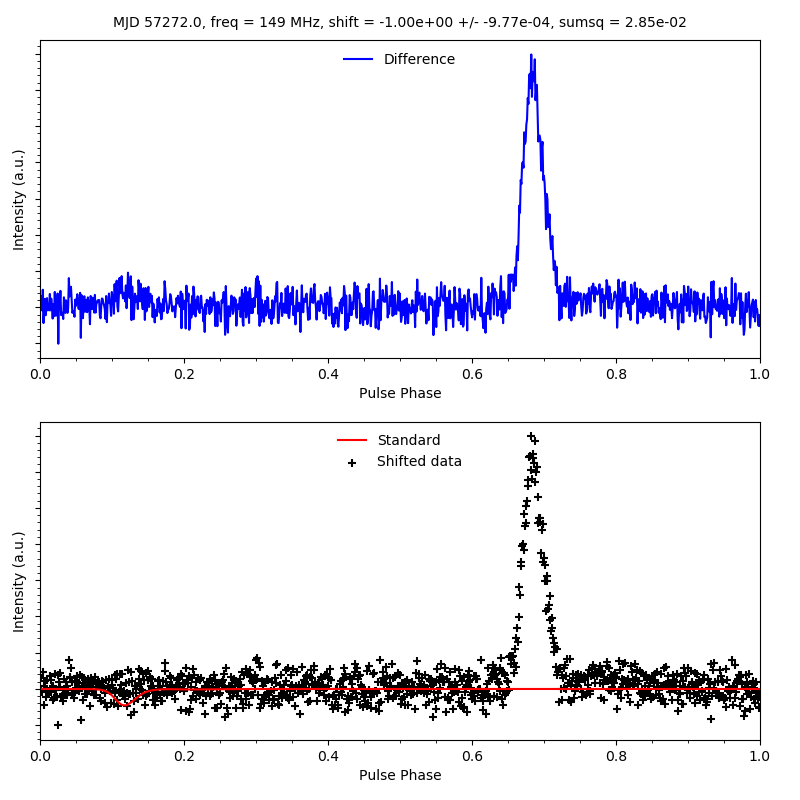 MJD 57272.0, freq = 149 MHz, shift = -1.00e+00 +/- -9.77e-04, sumsq = 2.85e-02
Difference
Intensity (a.u.)
0.0 0.2 0.4 0.6 0.8 1.0
Pulse Phase
Standard
Shifted data
Intensity (a.u.)
0.0 0.2 0.4 0.6 0.8 1.0
Pulse Phase